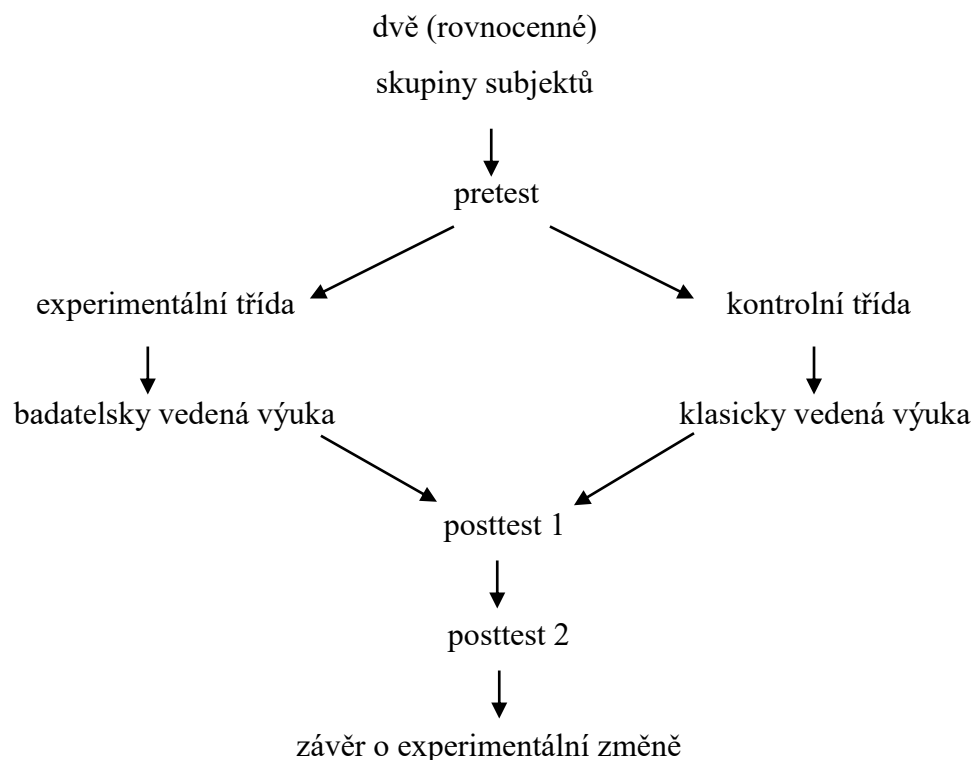 dvě (rovnocenné)
skupiny subjektů
pretest
experimentální třída
kontrolní třída
badatelsky vedená výuka
klasicky vedená výuka
posttest 1
posttest 2
závěr o experimentální změně